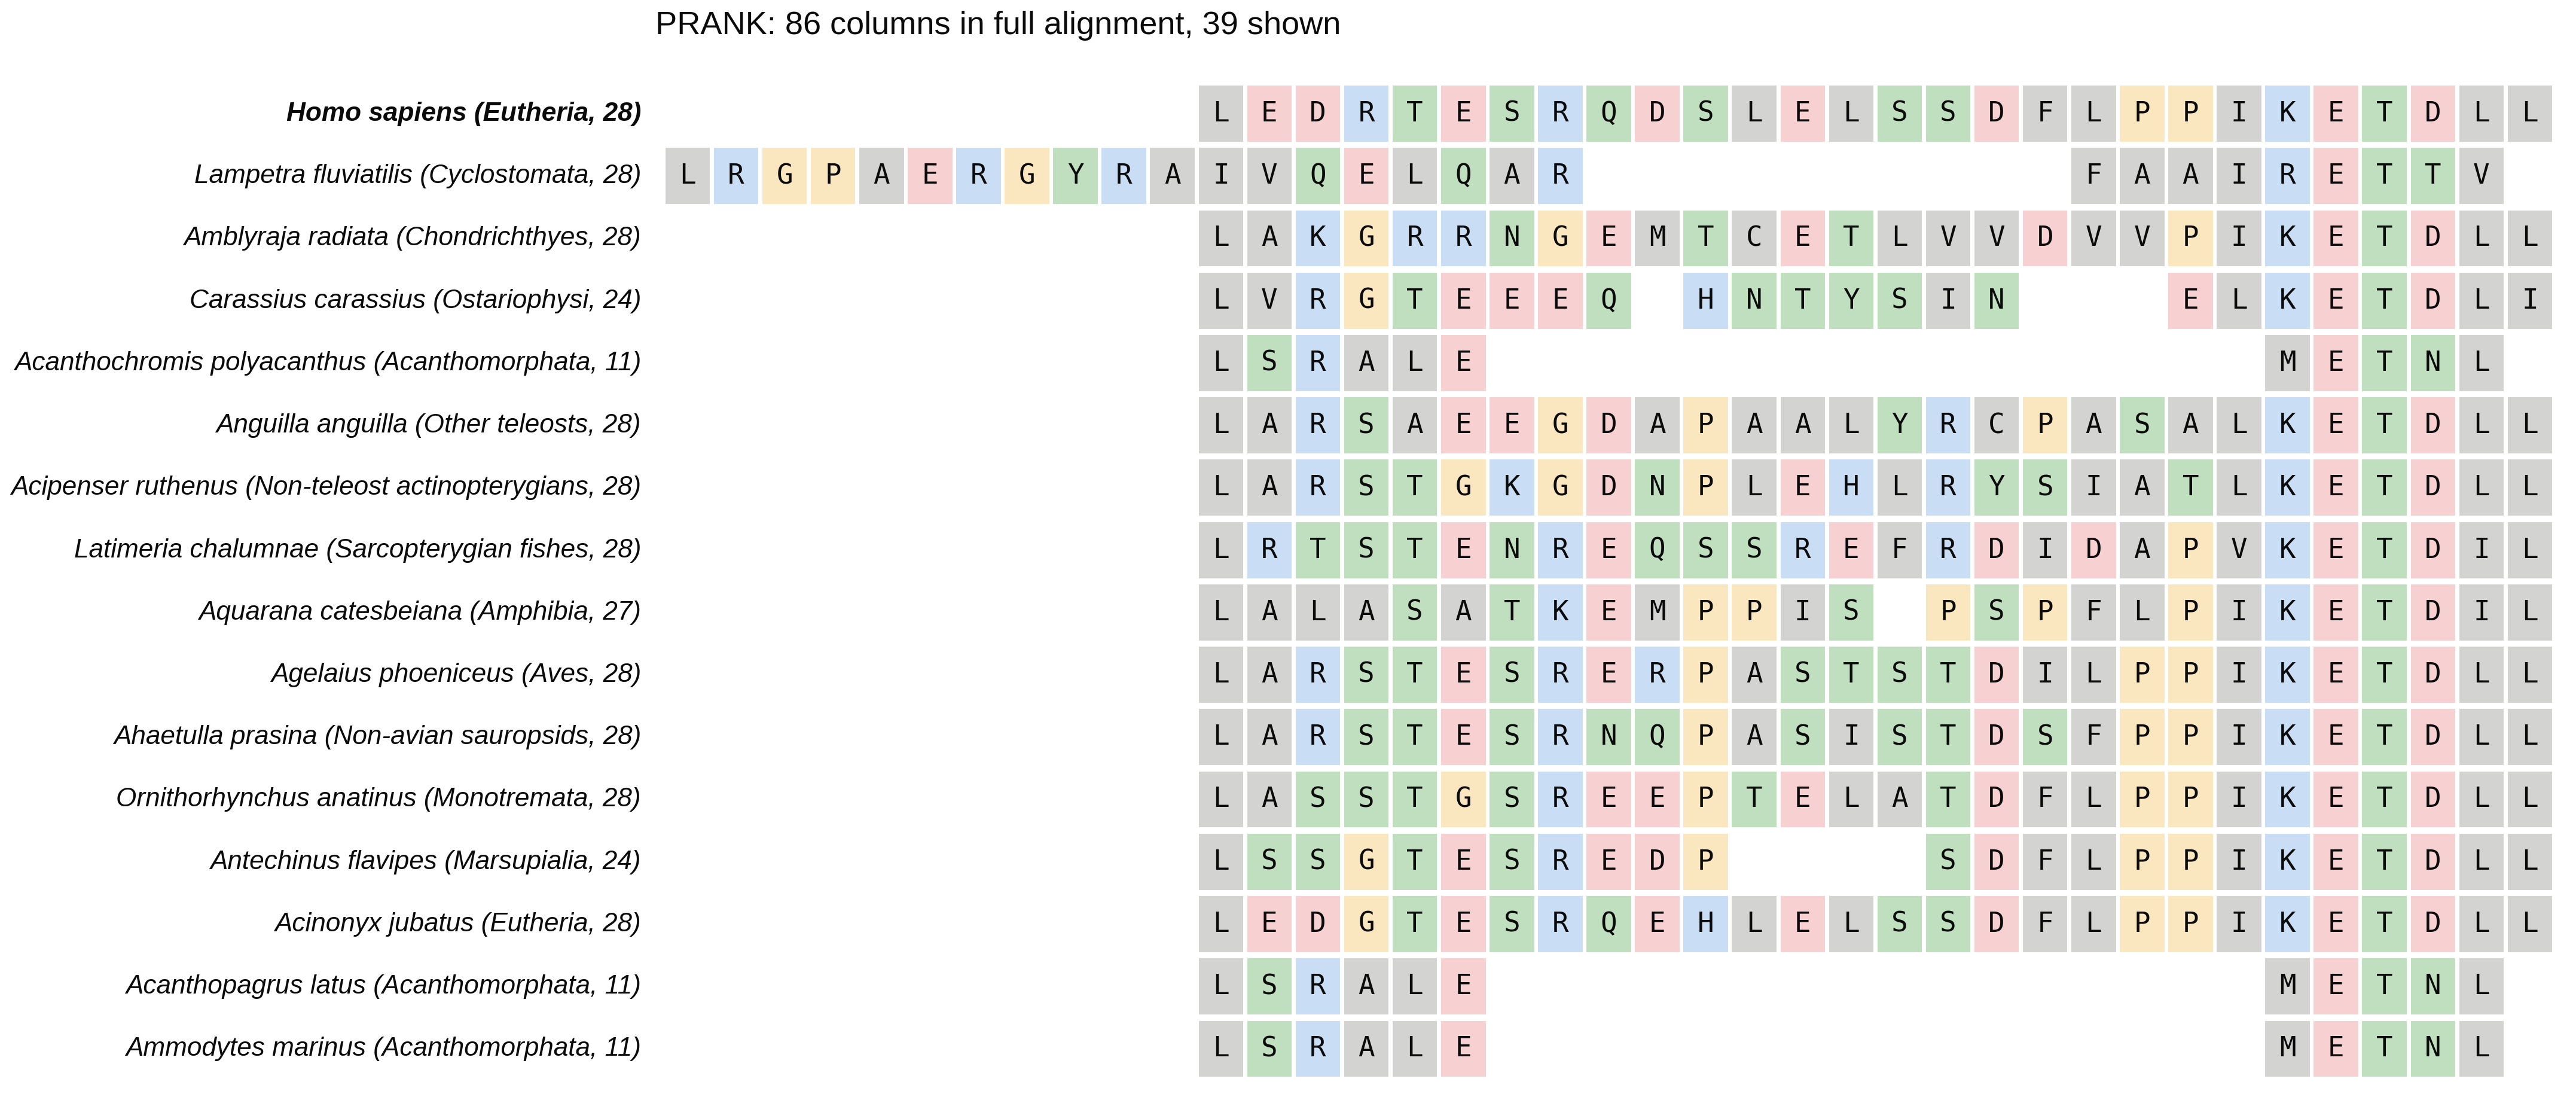 PRANK: 86 columns in full alignment, 39 shown
Homo sapiens (Eutheria, 28) L E D R T E S R Q D S L E L S S D F L P P I K E T D L L
Lampetra fluviatilis (Cyclostomata, 28) L R G P A E R G Y R A I V Q E L Q A R F A A I R E T T V
Amblyraja radiata (Chondrichthyes, 28) L A K G R R N G E M T C E T L V V D V V P I K E T D L L
Carassius carassius (Ostariophysi, 24) L V R G T E E E Q H N T Y S I N E L K E T D L I
Acanthochromis polyacanthus (Acanthomorphata, 11) L S R A L E M E T N L
Anguilla anguilla (Other teleosts, 28) L A R S A E E G D A P A A L Y R C P A S A L K E T D L L
Acipenser ruthenus (Non-teleost actinopterygians, 28) L A R S T G K G D N P L E H L R Y S I A T L K E T D L L
Latimeria chalumnae (Sarcopterygian fishes, 28) L R T S T E N R E Q S S R E F R D I D A P V K E T D I L
Aquarana catesbeiana (Amphibia, 27) L A L A S A T K E M P P I S P S P F L P I K E T D I L
Agelaius phoeniceus (Aves, 28) L A R S T E S R E R P A S T S T D I L P P I K E T D L L
Ahaetulla prasina (Non-avian sauropsids, 28) L A R S T E S R N Q P A S I S T D S F P P I K E T D L L
Ornithorhynchus anatinus (Monotremata, 28) L A S S T G S R E E P T E L A T D F L P P I K E T D L L
Antechinus flavipes (Marsupialia, 24) L S S G T E S R E D P S D F L P P I K E T D L L
Acinonyx jubatus (Eutheria, 28) L E D G T E S R Q E H L E L S S D F L P P I K E T D L L
Acanthopagrus latus (Acanthomorphata, 11) L S R A L E M E T N L
Ammodytes marinus (Acanthomorphata, 11) L S R A L E M E T N L